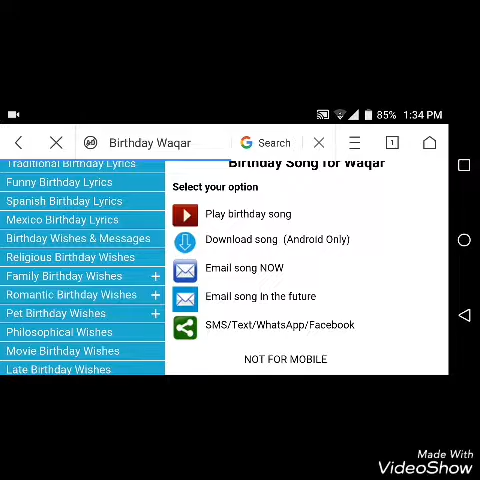 85% 1:34 PM
Birthday Waqar
Search
1
Traditional Birthday Lyrics
Funny Birthday Lyrics
Spanish Birthday Lyrics
Mexico Birthday Lyrics
Birthday Wishes & Messages
Religious Birthday Wishes
Family Birthday Wishes +
Romantic Birthday Wishes +
Pet Birthday Wishes +
Philosophical Wishes
Movie Birthday Wishes
Late Birthday Wishes
Birthday Song for Waqar
Select your option
Play birthday song
Download song (Android Only)
Email song NOW
Email song in the future
SMS/Text/WhatsApp/Facebook
NOT FOR MOBILE
Made With
VideoShow